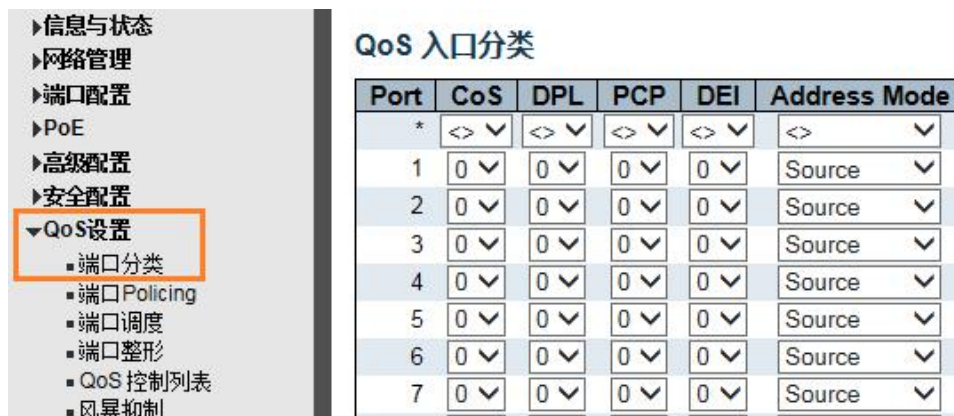 ▸信息与状态
▸网络管理
▸端口配置
▸PoE
▸高级配置
▸安全配置
▾QoS设置
▪端口分类
▪端口Policing
▪端口调度
▪端口整形
▪QoS 控制列表
▪风暴抑制
QoS 入口分类
Port CoS DPL PCP DEI Address Mode
* <> <> <> <> <>
1 0 0 0 0 Source
2 0 0 0 0 Source
3 0 0 0 0 Source
4 0 0 0 0 Source
5 0 0 0 0 Source
6 0 0 0 0 Source
7 0 0 0 0 Source